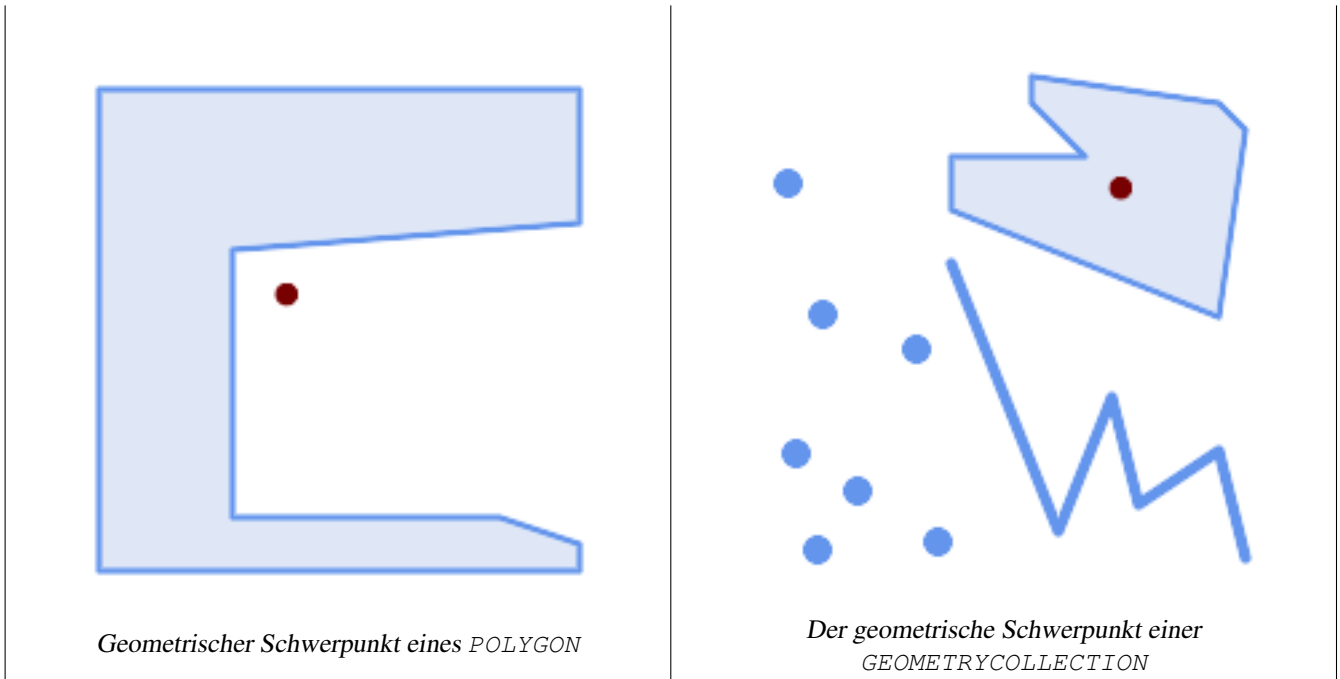 Geometrischer Schwerpunkt eines POLYGON
Der geometrische Schwerpunkt einer
GEOMETRYCOLLECTION